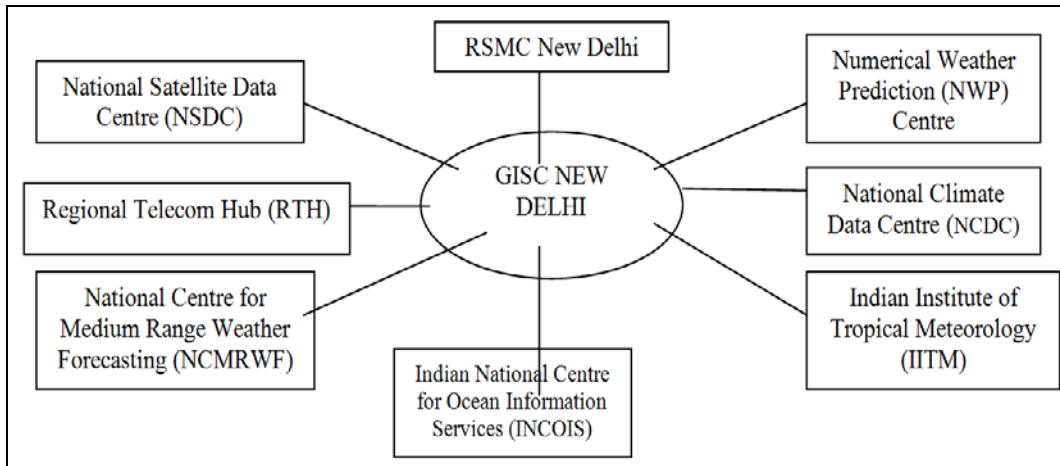 RSMC New Delhi
National Satellite Data
Centre (NSDC)
Numerical Weather
Prediction (NWP)
Centre
GISC NEW
DELHI
Regional Telecom Hub (RTH)
National Climate
Data Centre (NCDC)
National Centre for
Medium Range Weather
Forecasting (NCMRWF)
Indian Institute of
Tropical Meteorology
(IITM)
Indian National Centre
for Ocean Information
Services (INCOIS)